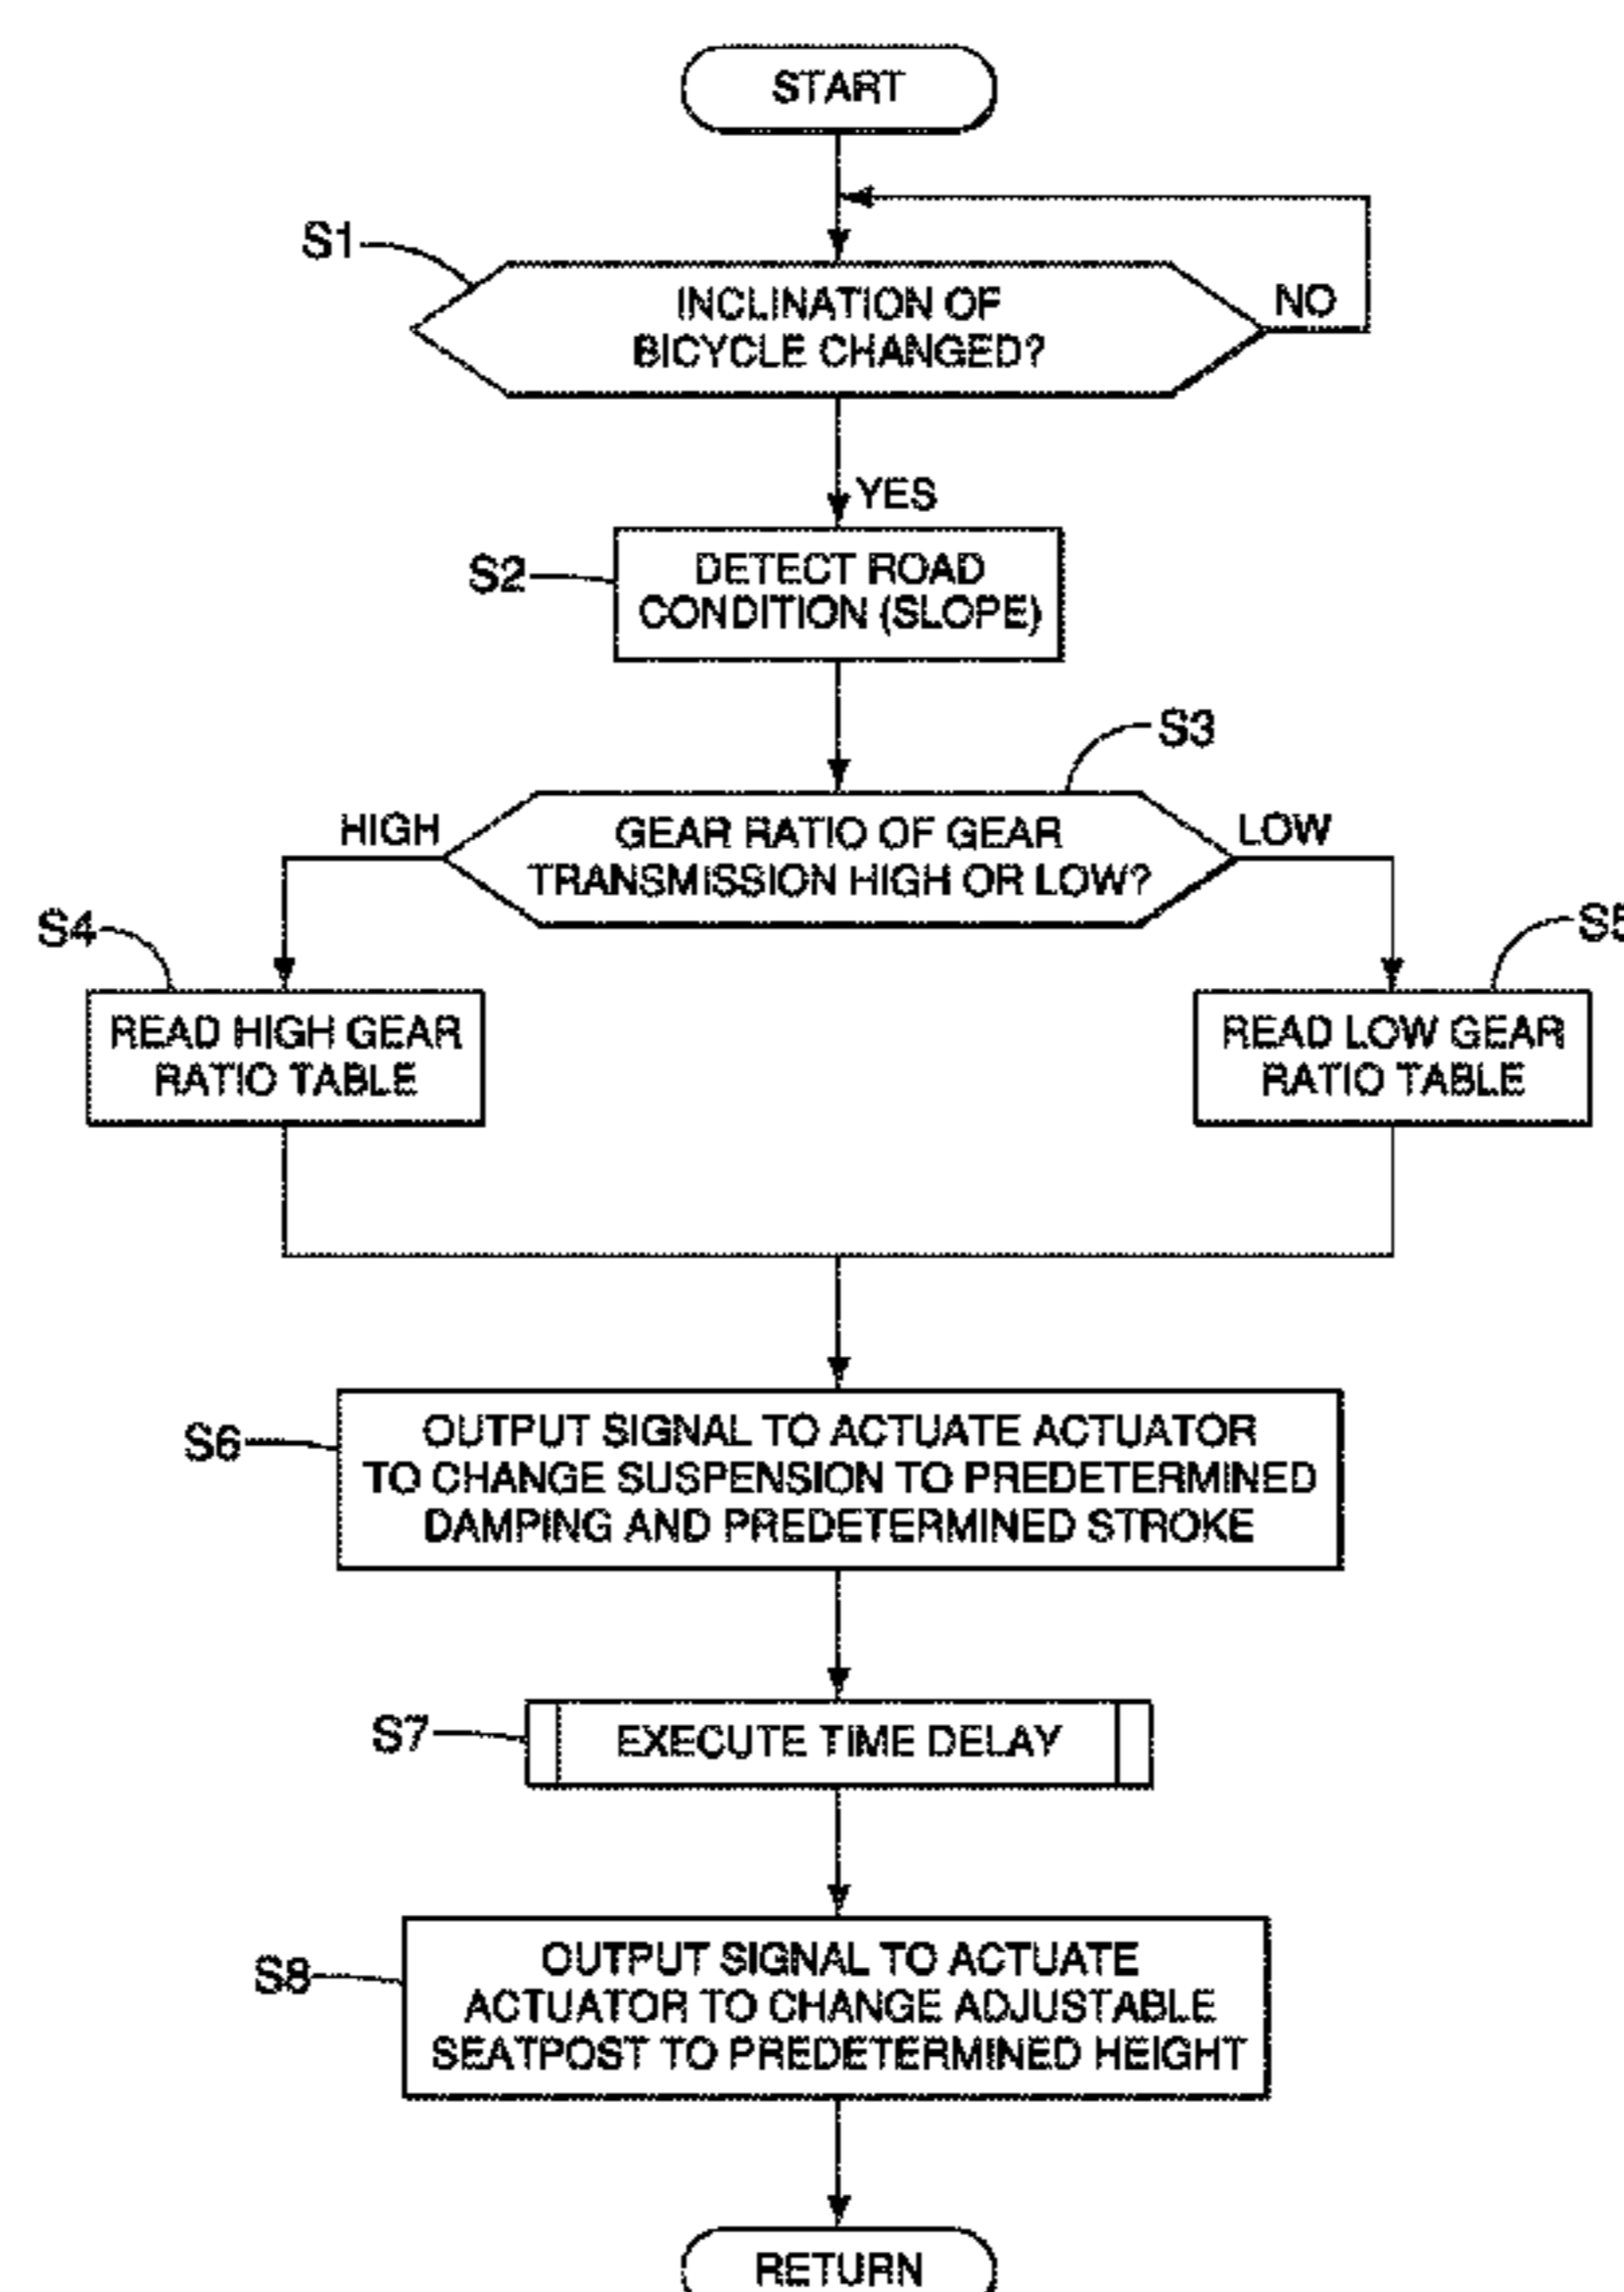 START
S1
INCLINATION OF
BICYCLE CHANGED?
NO
YES
S2
DETECT ROAD
CONDITION (SLOPE)
S3
HIGH
GEAR RATIO OF GEAR
TRANSMISSION HIGH OR LOW?
LOW
S4
S5
READ HIGH GEAR
RATIO TABLE
READ LOW GEAR
RATIO TABLE
S6
OUTPUT SIGNAL TO ACTUATE ACTUATOR
TO CHANGE SUSPENSION TO PREDETERMINED
DAMPING AND PREDETERMINED STROKE
S7
EXECUTE TIME DELAY
S8
OUTPUT SIGNAL TO ACTUATE
ACTUATOR TO CHANGE ADJUSTABLE
SEATPOST TO PREDETERMINED HEIGHT
RETURN